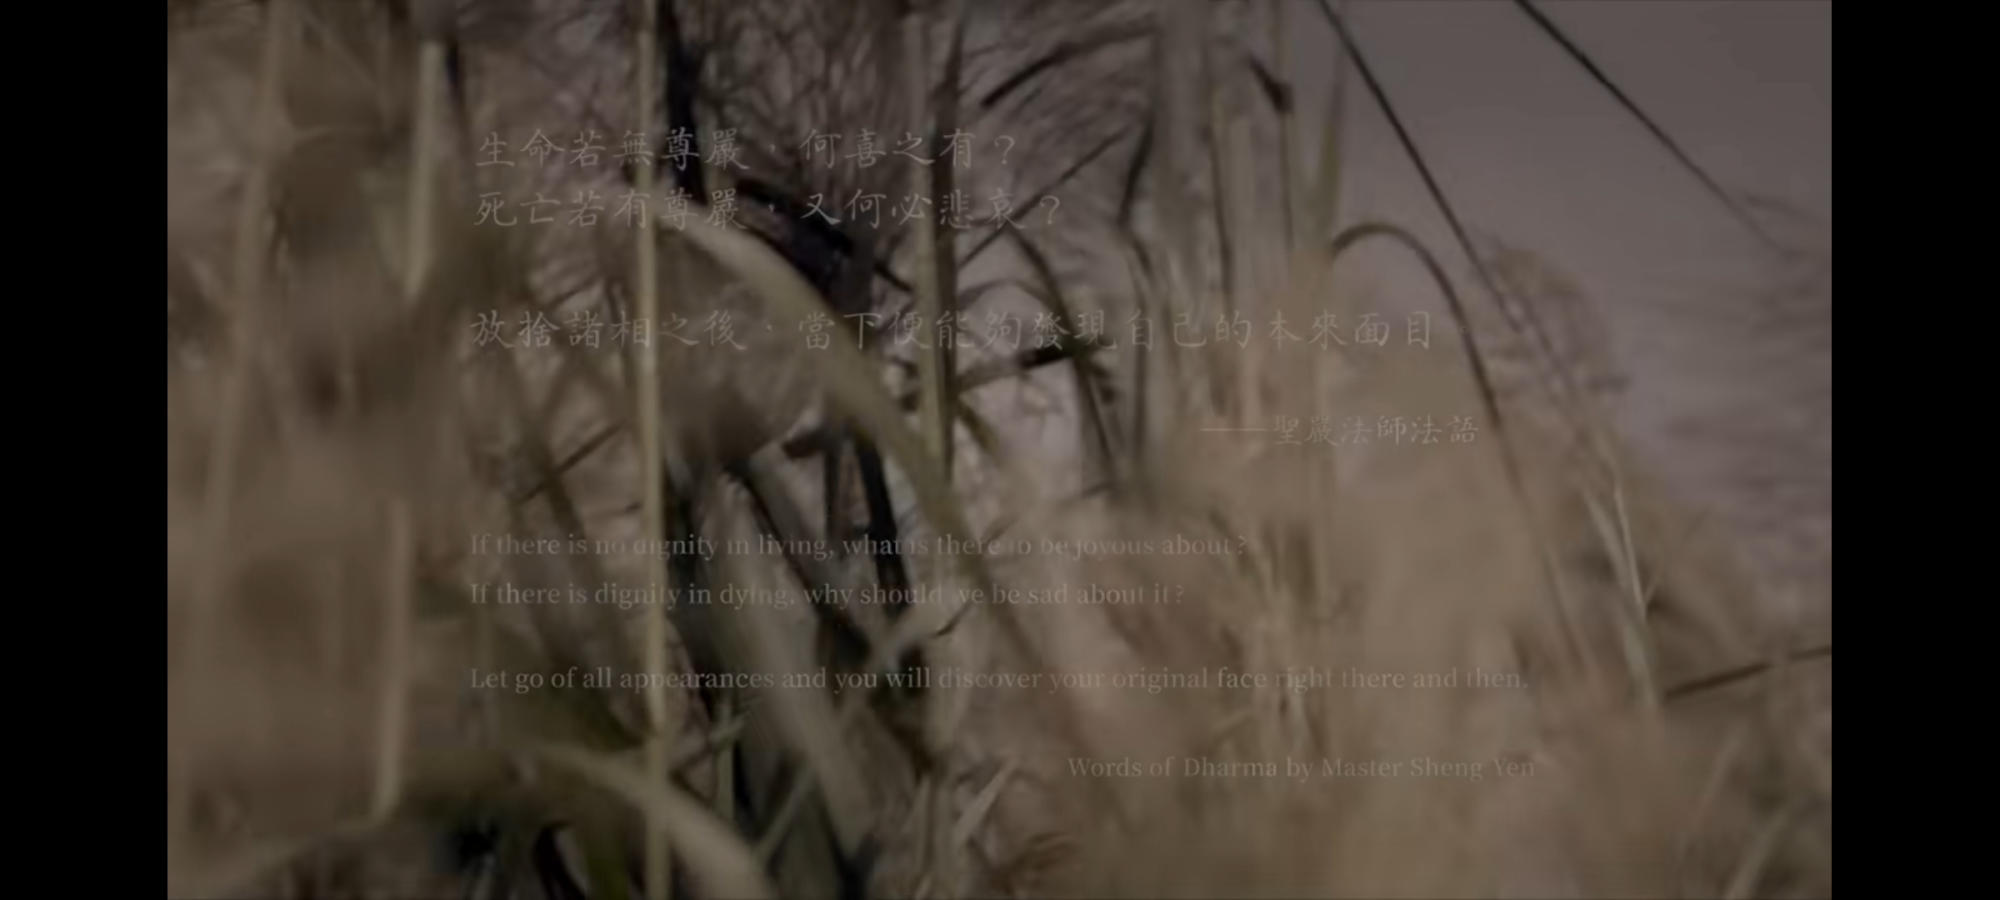 生命若無尊嚴，何喜之有？
死亡若有尊嚴，又何必悲哀？
放捨諸相之後，當下便能夠發現自己的本來面目。
——聖嚴法師法語
If there is no dignity in living, what is there to be joyous about?
If there is dignity in dying, why should we be sad about it?
Let go of all appearances and you will discover your original face right there and then.
Words of Dharma by Master Sheng Yen